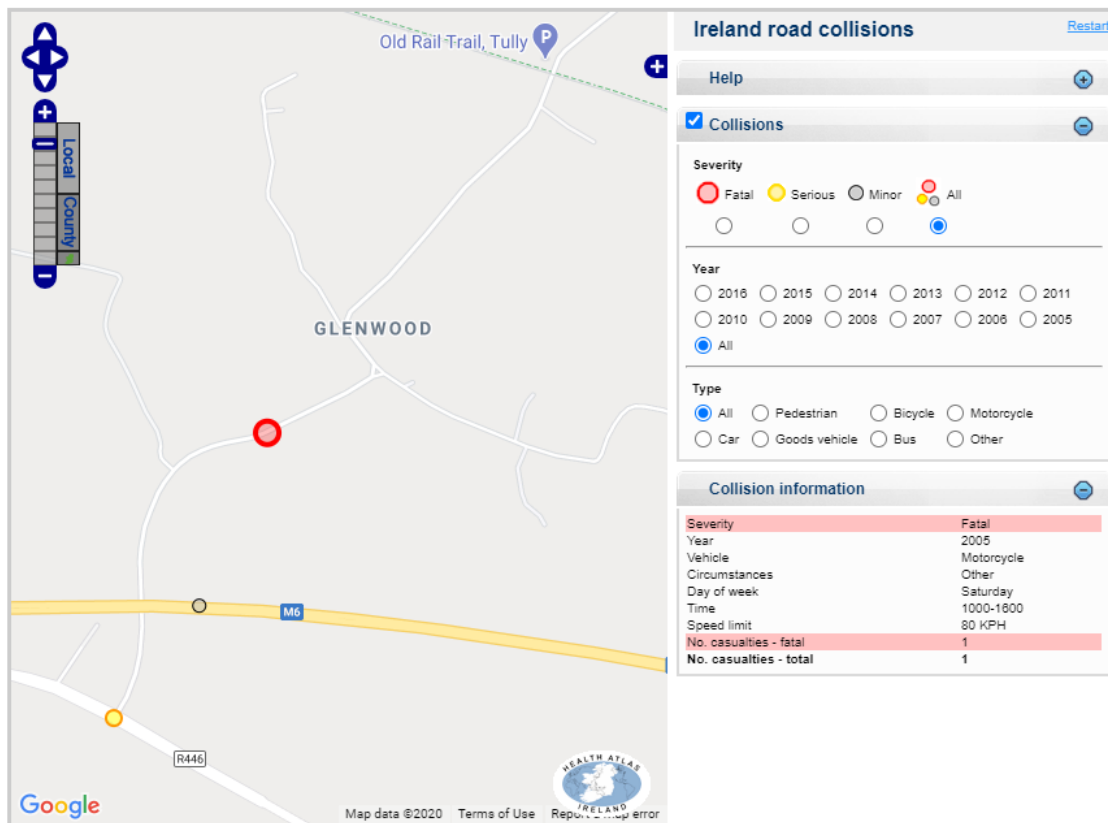 Old Rail Trail, Tully
P
Local
County
GLENWOOD
M6
R446
HEALTH ATLAS
IRELAND
Google
Map data ©2020 Terms of Use Report a map error
Ireland road collisions Restart
Help
Collisions
Severity
Fatal Serious Minor All
Year
2016 2015 2014 2013 2012 2011
2010 2009 2008 2007 2006 2005
All
Type
All Pedestrian Bicycle Motorcycle
Car Goods vehicle Bus Other
Collision information
Severity Fatal
Year 2005
Vehicle Motorcycle
Circumstances Other
Day of week Saturday
Time 1000-1600
Speed limit 80 KPH
No. casualties - fatal 1
No. casualties - total 1